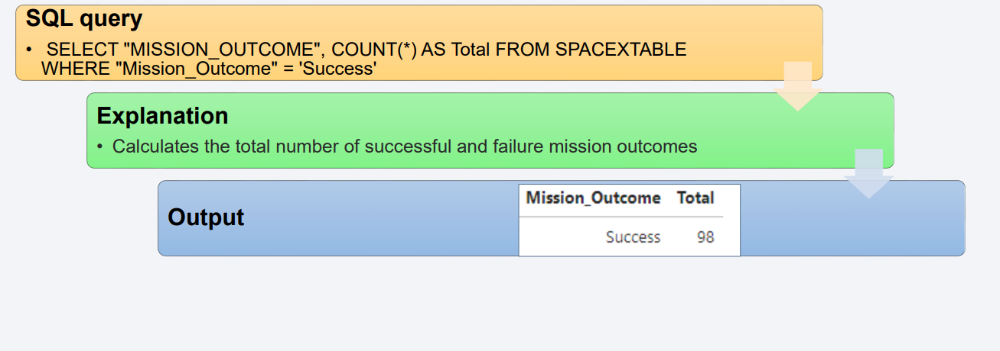 SQL query
• SELECT "MISSION_OUTCOME", COUNT(*) AS Total FROM SPACEXTABLE
WHERE "Mission_Outcome" = 'Success'
Explanation
• Calculates the total number of successful and failure mission outcomes
Output
Mission_Outcome Total
Success 98